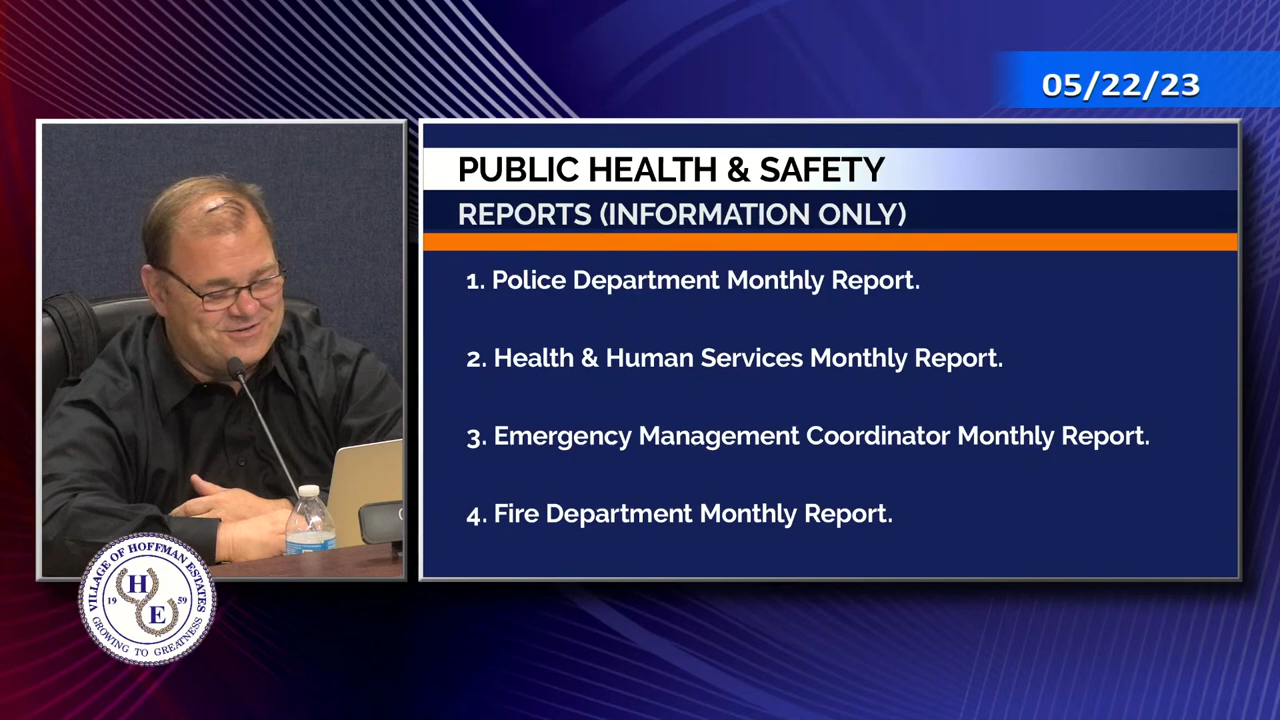 05/22/23
PUBLIC HEALTH & SAFETY
REPORTS (INFORMATION ONLY)
1. Police Department Monthly Report.
2. Health & Human Services Monthly Report.
3. Emergency Management Coordinator Monthly Report.
4. Fire Department Monthly Report.
VILLAGE OF HOFFMAN ESTATES
H
19 59
E
GROWING TO GREATNESS